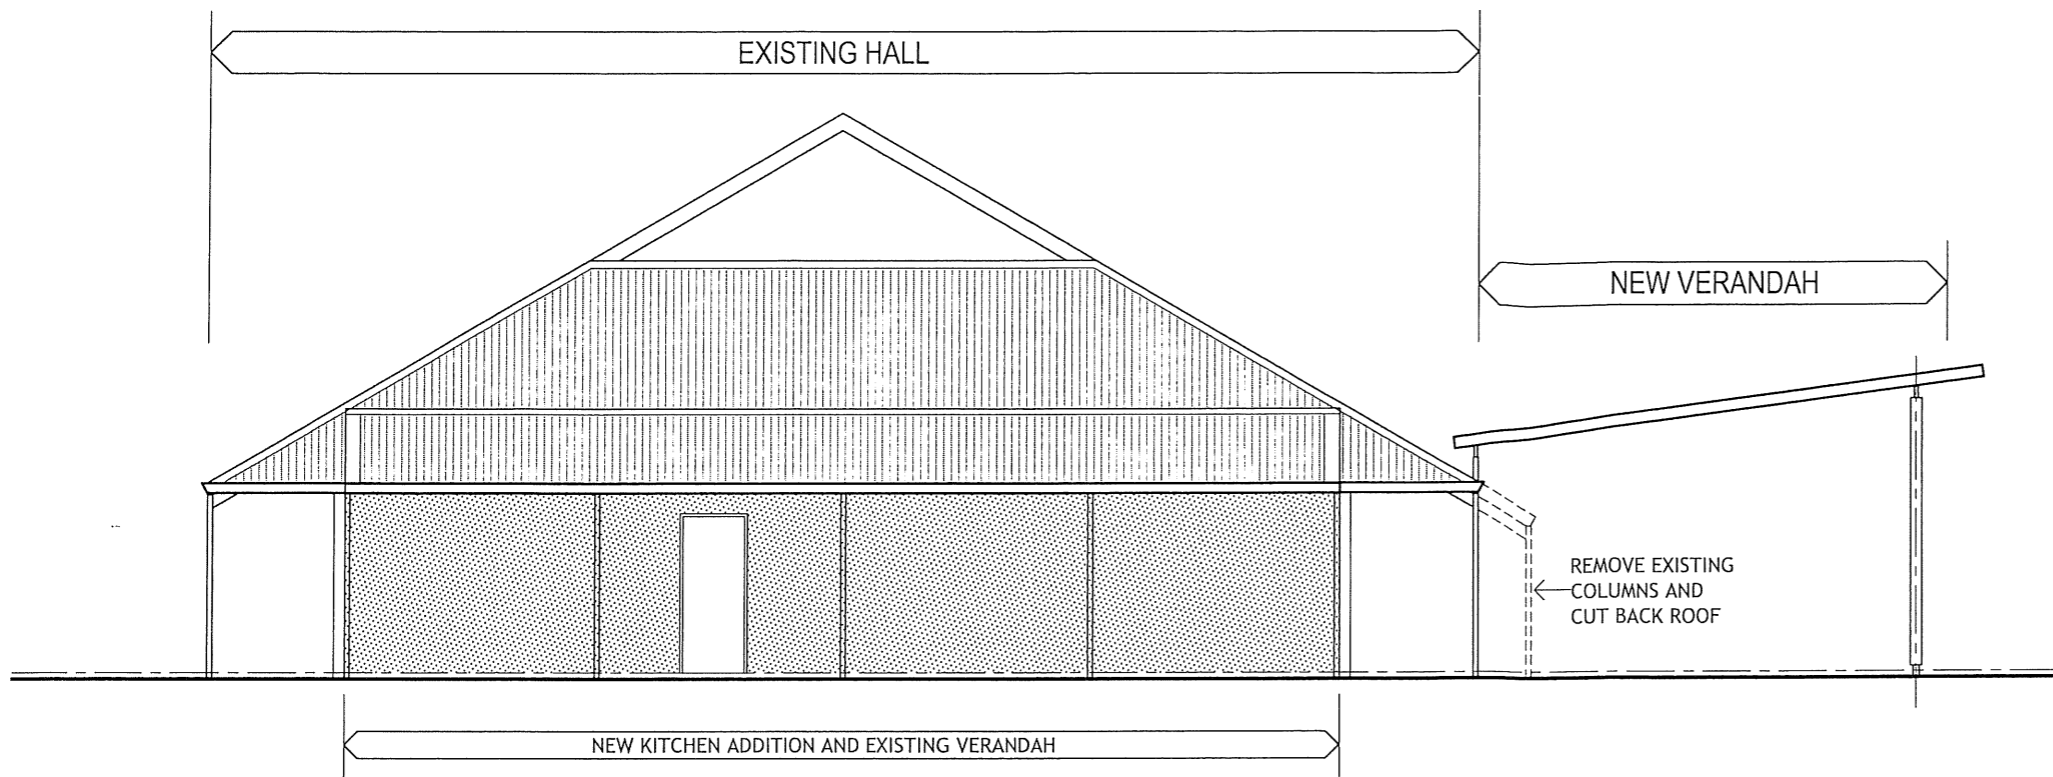 EXISTING HALL
NEW VERANDAH
REMOVE EXISTING
COLUMNS AND
CUT BACK ROOF
NEW KITCHEN ADDITION AND EXISTING VERANDAH